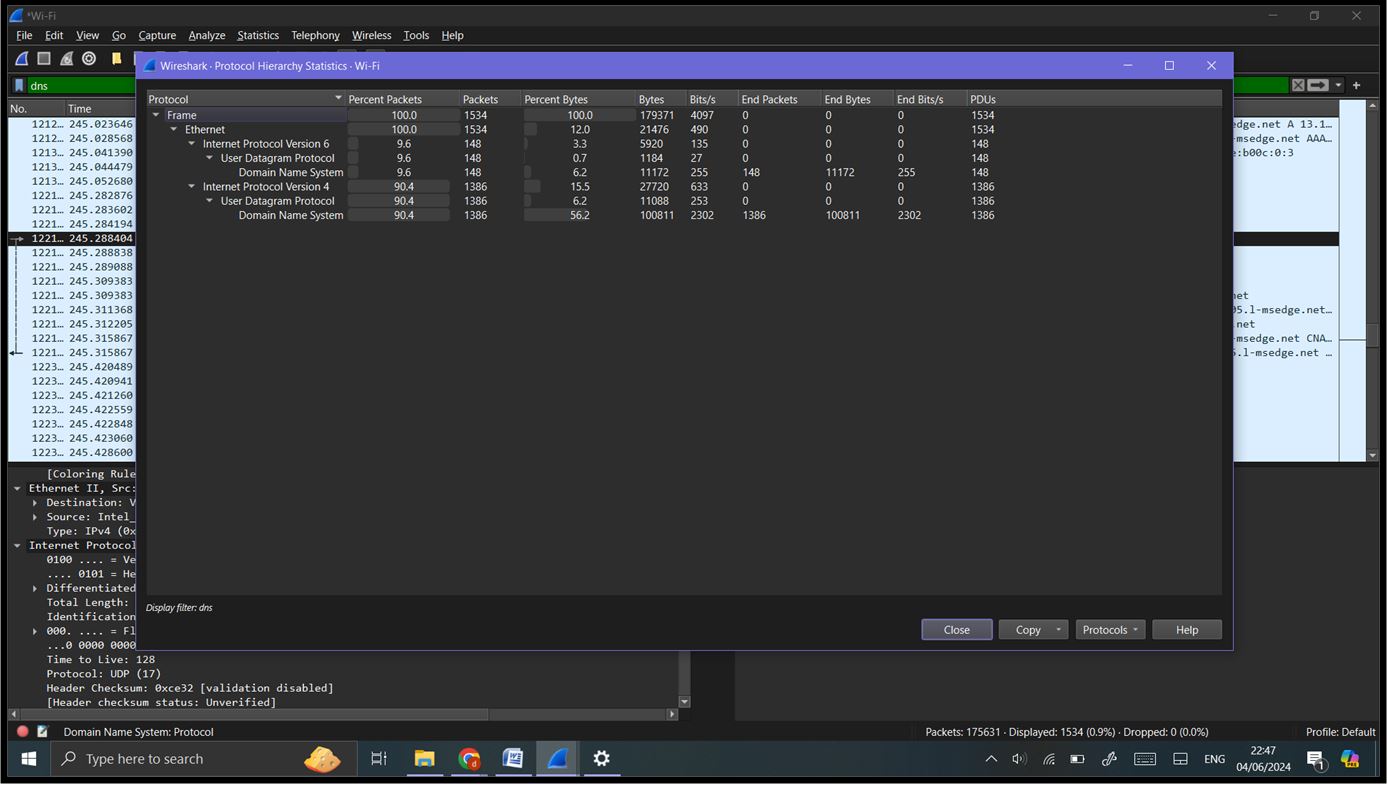 *Wi-Fi
File Edit View Go Capture Analyze Statistics Telephony Wireless Tools Help
Wireshark · Protocol Hierarchy Statistics · Wi-Fi
dns
No. Time
1212… 245.023646
1212… 245.028568
1213… 245.041390
1213… 245.044479
1213… 245.052680
1221… 245.282876
1221… 245.283602
1221… 245.284194
1221… 245.288404
1221… 245.288838
1221… 245.289088
1221… 245.309383
1221… 245.309383
1221… 245.311368
1221… 245.312205
1221… 245.315867
1221… 245.315867
1223… 245.420489
1223… 245.420941
1223… 245.421260
1223… 245.422559
1223… 245.422848
1223… 245.423060
1223… 245.428600
Protocol Percent Packets Packets Percent Bytes Bytes Bits/s End Packets End Bytes End Bits/s PDUs
Frame 100.0 1534 100.0 179371 4097 0 0 0 1534
Ethernet 100.0 1534 12.0 21476 490 0 0 0 1534
Internet Protocol Version 6 9.6 148 3.3 5920 135 0 0 0 148
User Datagram Protocol 9.6 148 0.7 1184 27 0 0 0 148
Domain Name System 9.6 148 6.2 11172 255 148 11172 255 148
Internet Protocol Version 4 90.4 1386 15.5 27720 633 0 0 0 1386
User Datagram Protocol 90.4 1386 6.2 11088 253 0 0 0 1386
Domain Name System 90.4 1386 56.2 100811 2302 1386 100811 2302 1386
Display filter: dns
Close Copy Protocols Help
edge.net A 13.1…
-msedge.net AAA…
e:b00c:0:3
net
05.l-msedge.net…
.net
-msedge.net CNA…
5.l-msedge.net …
[Coloring Rule
Ethernet II, Src:
Destination: V
Source: Intel_
Type: IPv4 (0x
Internet Protocol
0100 .... = Ve
.... 0101 = He
Differentiated
Total Length:
Identification
000. .... = Fl
...0 0000 0000
Time to Live: 128
Protocol: UDP (17)
Header Checksum: 0xce32 [validation disabled]
[Header checksum status: Unverified]
Domain Name System: Protocol
Packets: 175631 · Displayed: 1534 (0.9%) · Dropped: 0 (0.0%)
Profile: Default
Type here to search
ENG
22:47
04/06/2024
1